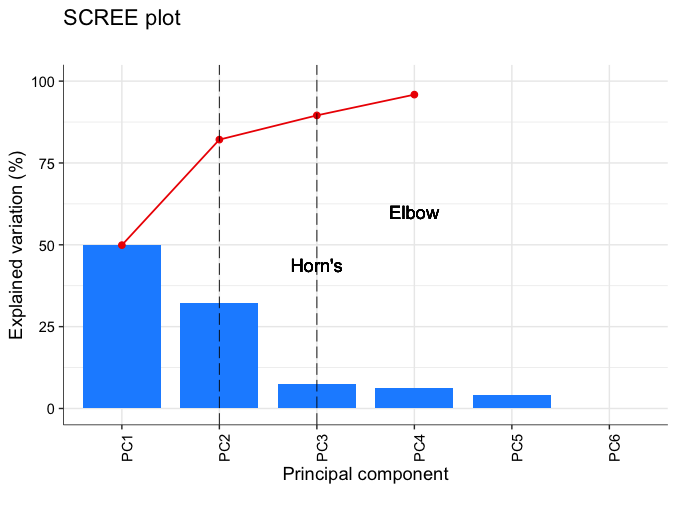 SCREE plot
Explained variation (%)
100
75
50
25
0
Elbow
Horn's
PC1
PC2
PC3
PC4
PC5
PC6
Principal component